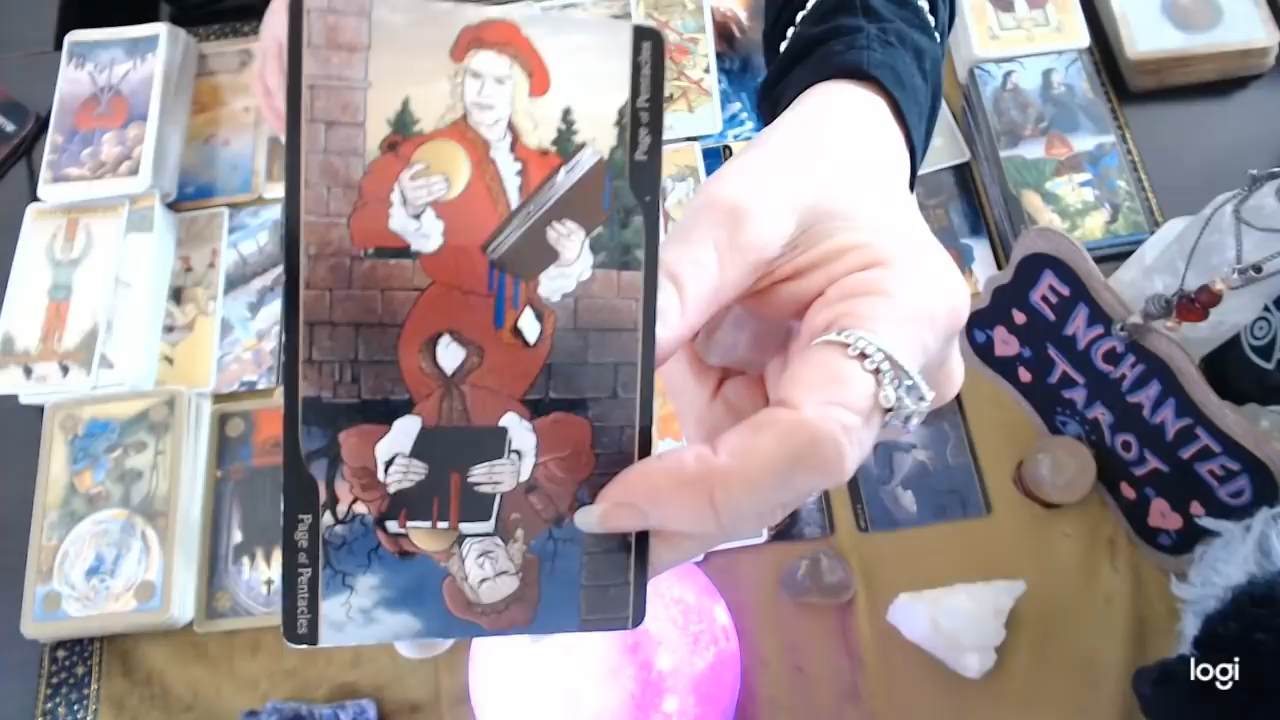 Page of Pentacles
Page of Pentacles
ENCHANTED
TAROT
logi